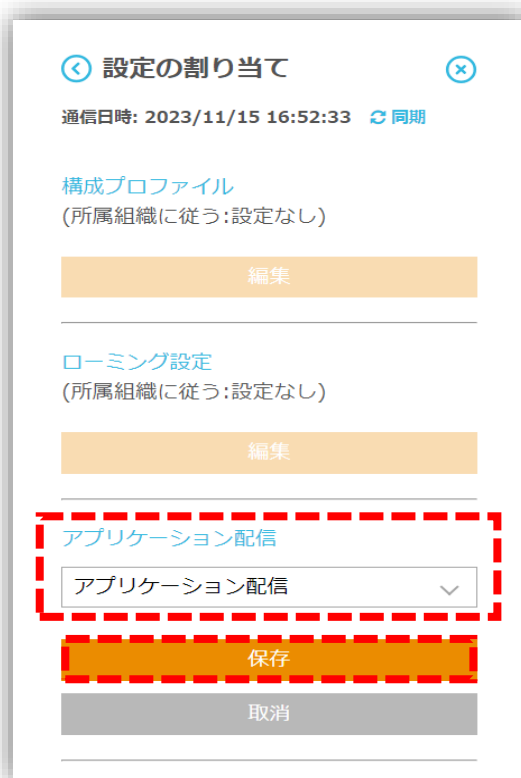 設定の割り当て
通信日時: 2023/11/15 16:52:33 同期
構成プロファイル
(所属組織に従う:設定なし)
編集
ローミング設定
(所属組織に従う:設定なし)
編集
アプリケーション配信
アプリケーション配信
保存
取消